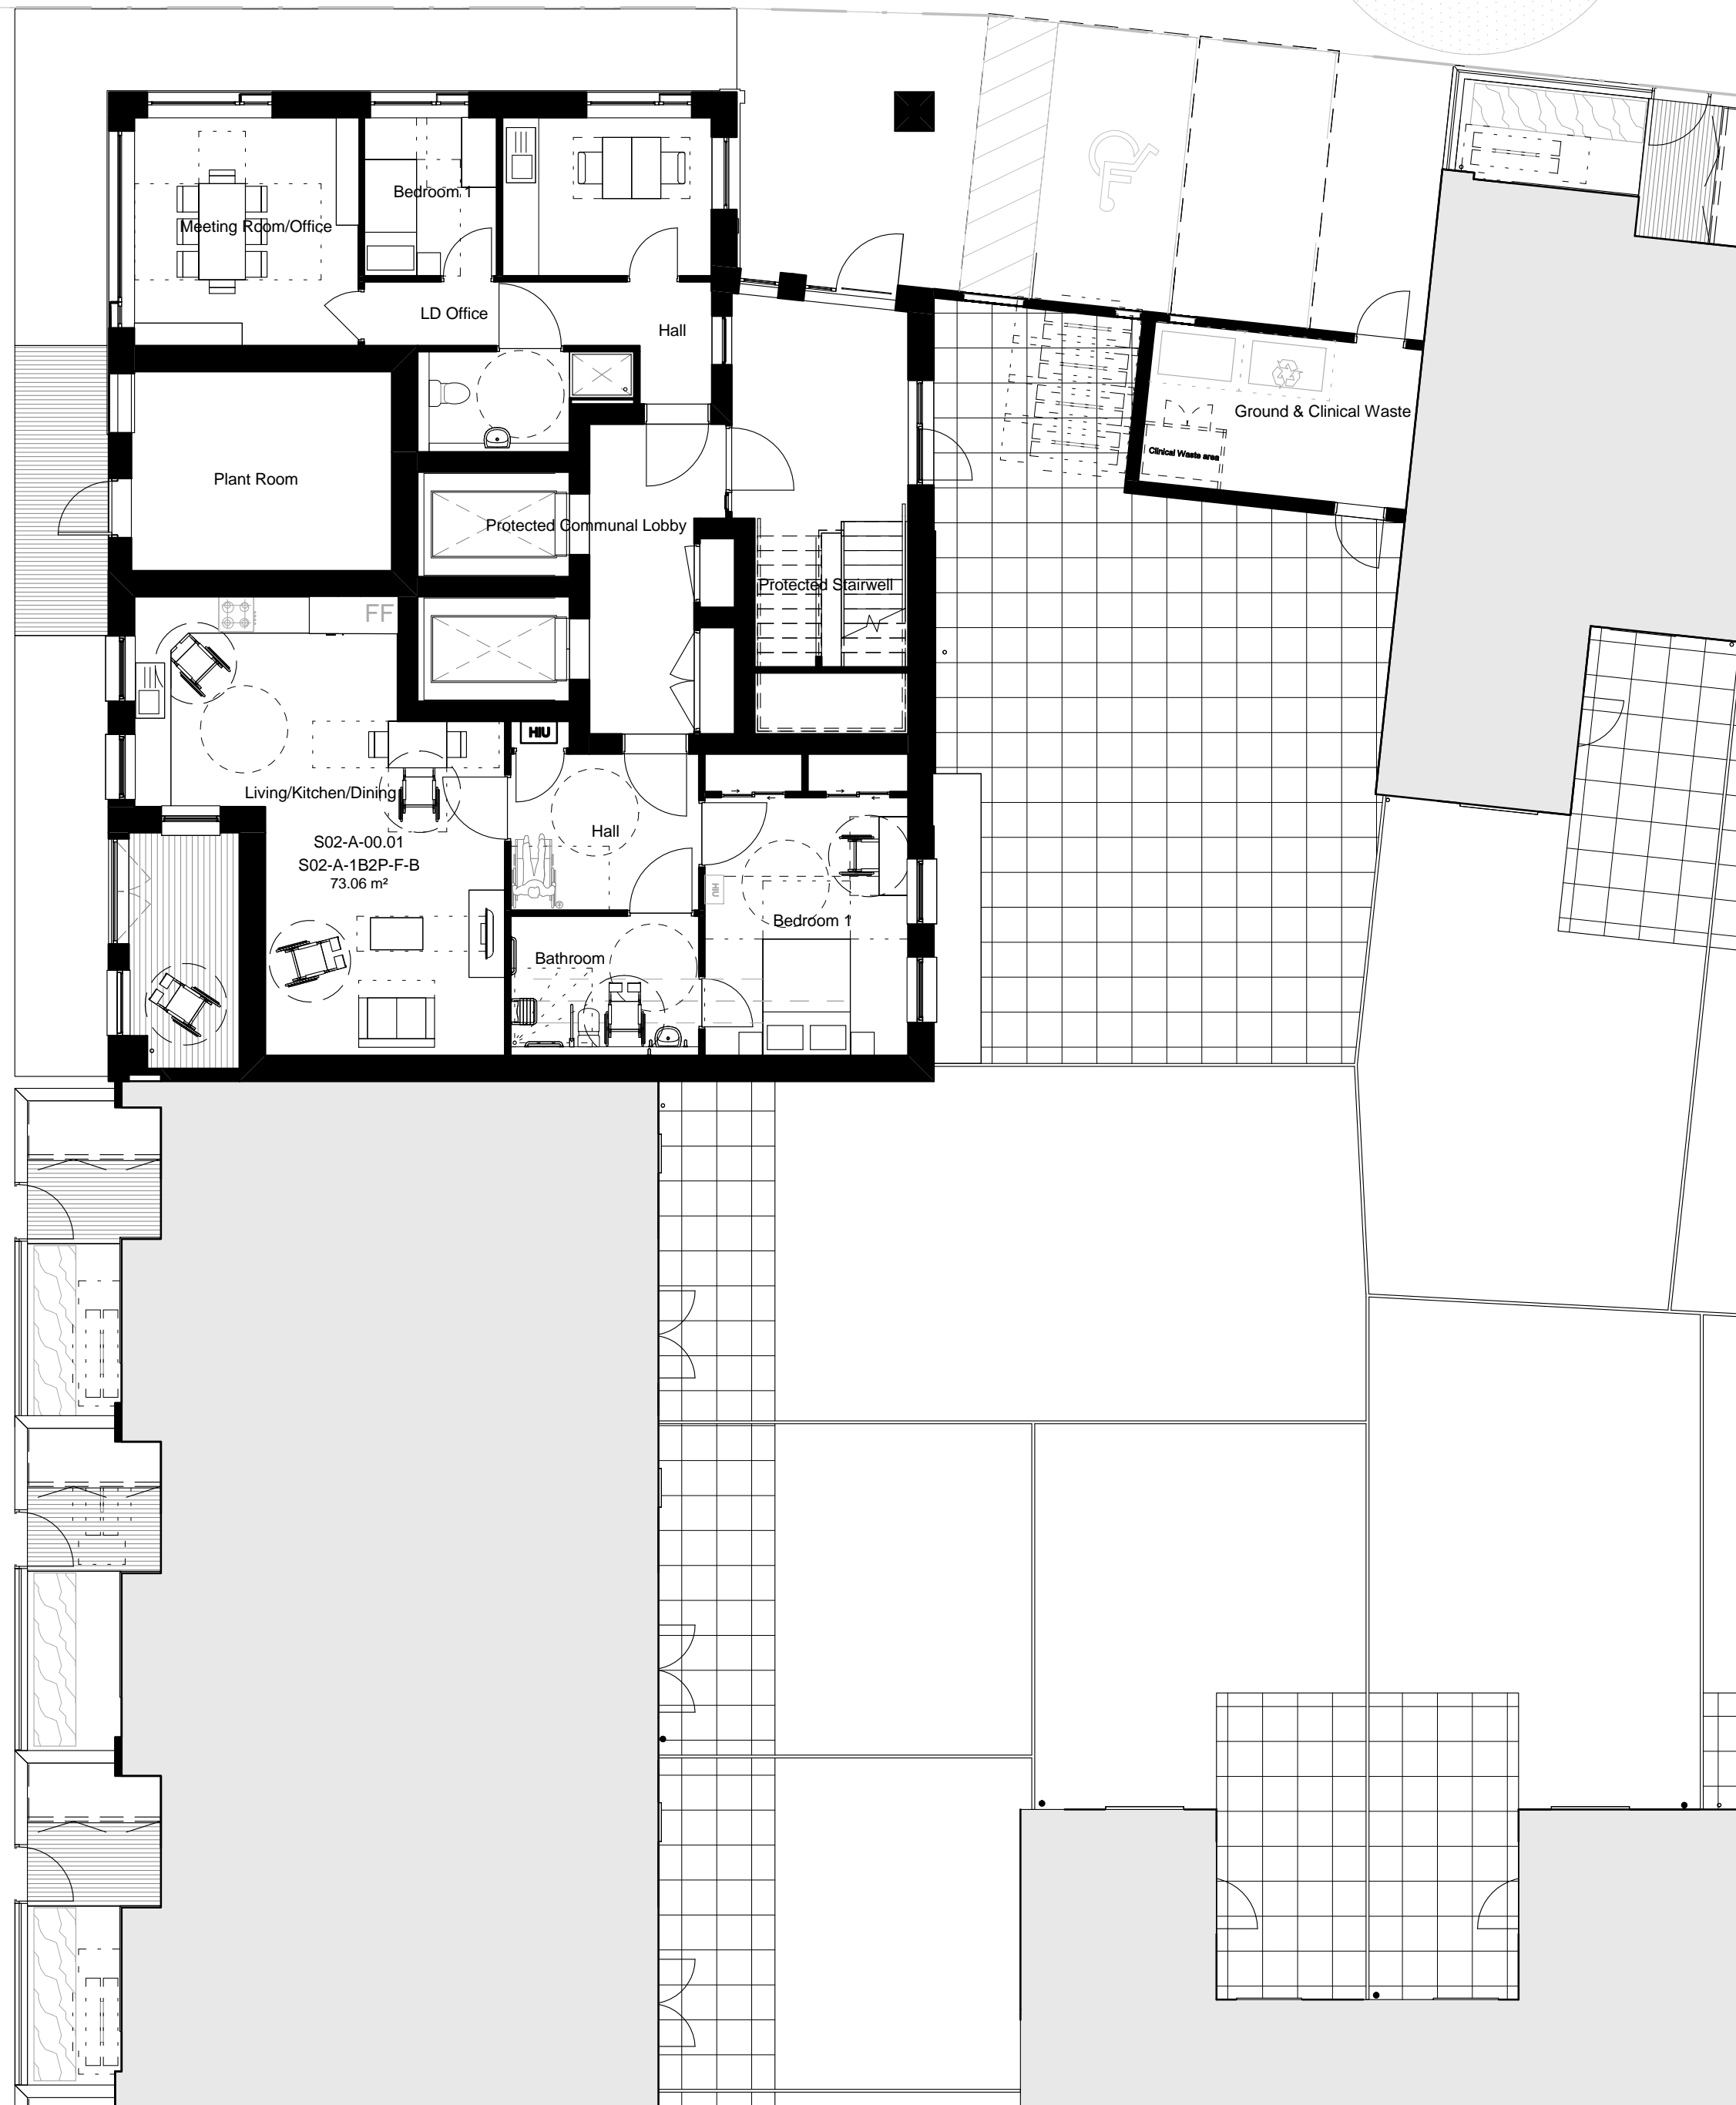 Bedroom 1
Meeting Room/Office
LD Office
Hall
Ground & Clinical Waste
Clinical Waste area
Plant Room
Protected Communal Lobby
Protected Stairwell
FF
HIU
Living/Kitchen/Dining
Hall
S02-A-00.01
S02-A-1B2P-F-B
73.06 m²
HIU
Bedroom 1
Bathroom